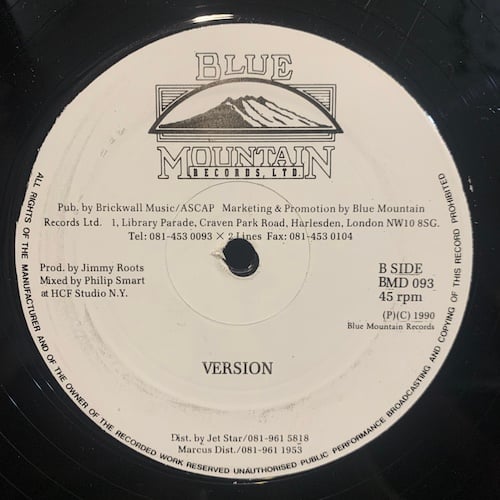 BLUE
MOUNTAIN
RECORDS, LTD.
Pub. by Brickwall Music/ASCAP Marketing & Promotion by Blue Mountain
Records Ltd. 1, Library Parade, Craven Park Road, Harlesden, London NW10 8SG.
Tel: 081-453 0093 × 2 Lines Fax: 081-453 0104
Prod. by Jimmy Roots
Mixed by Philip Smart
at HCF Studio N.Y.
B SIDE
BMD 093
45 rpm
(P)(C) 1990
Blue Mountain Records
VERSION
Dist. by Jet Star/081-961 5818
Marcus Dist./081-961 1953
ALL RIGHTS OF THE MANUFACTURER AND OF THE OWNER OF THE RECORDED WORK RESERVED UNAUTHORISED PUBLIC PERFORMANCE BROADCASTING AND COPYING OF THIS RECORD PROHIBITED